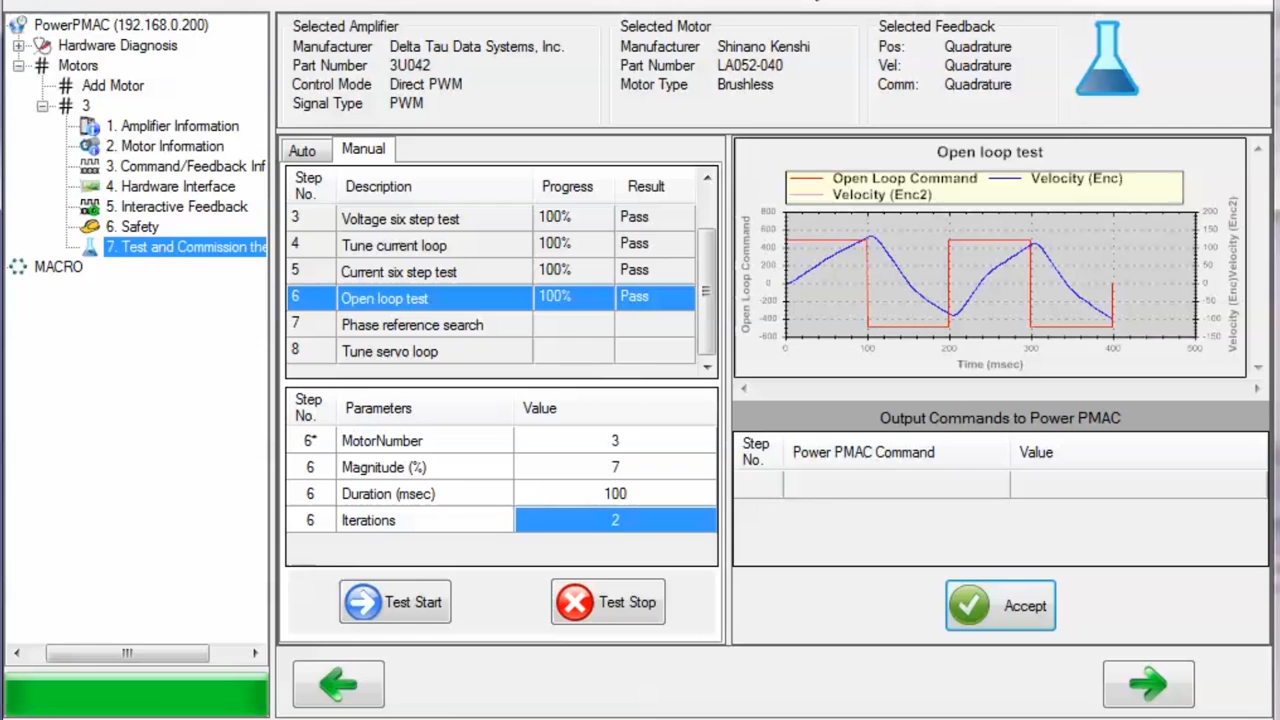 PowerPMAC (192.168.0.200)
Hardware Diagnosis
Motors
Add Motor
3
1. Amplifier Information
2. Motor Information
3. Command/Feedback Inf
4. Hardware Interface
5. Interactive Feedback
6. Safety
7. Test and Commission the
MACRO
Selected Amplifier
Manufacturer Delta Tau Data Systems, Inc.
Part Number 3U042
Control Mode Direct PWM
Signal Type PWM
Selected Motor
Manufacturer Shinano Kenshi
Part Number LA052-040
Motor Type Brushless
Selected Feedback
Pos: Quadrature
Vel: Quadrature
Comm: Quadrature
Auto Manual
Step No. Description Progress Result
3 Voltage six step test 100% Pass
4 Tune current loop 100% Pass
5 Current six step test 100% Pass
6 Open loop test 100% Pass
7 Phase reference search
8 Tune servo loop
Step No. Parameters Value
6* MotorNumber 3
6 Magnitude (%) 7
6 Duration (msec) 100
6 Iterations 2
Test Start Test Stop
Open loop test
Open Loop Command Velocity (Enc)
Velocity (Enc2)
Open Loop Command
800
600
400
200
0
-200
-400
-600
200
150
100
50
0
-50
-100
-150
Velocity (Enc)Velocity (Enc2)
0 100 200 300 400 500
Time (msec)
Output Commands to Power PMAC
Step No. Power PMAC Command Value
Accept